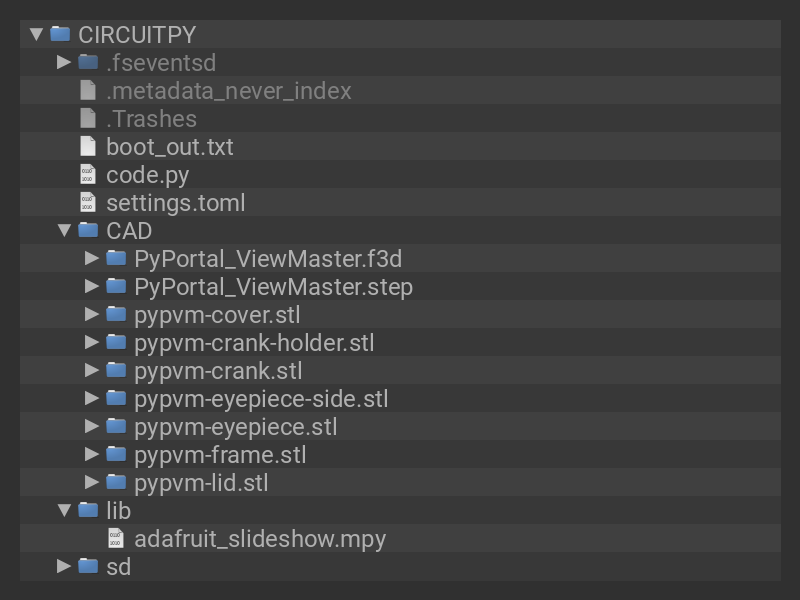 CIRCUITPY
.fseventsd
.metadata_never_index
.Trashes
boot_out.txt
code.py
settings.toml
CAD
PyPortal_ViewMaster.f3d
PyPortal_ViewMaster.step
pypvm-cover.stl
pypvm-crank-holder.stl
pypvm-crank.stl
pypvm-eyepiece-side.stl
pypvm-eyepiece.stl
pypvm-frame.stl
pypvm-lid.stl
lib
adafruit_slideshow.mpy
sd